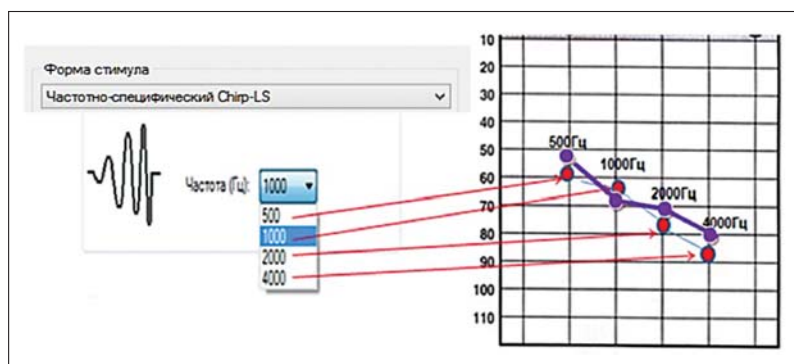 Форма стимула
Частотно-специфический Chirp-LS
Частота (Гц): 1000
500
1000
2000
4000
10
20
30
40
50
60
70
80
90
100
110
500Гц
1000Гц
2000Гц
4000Гц